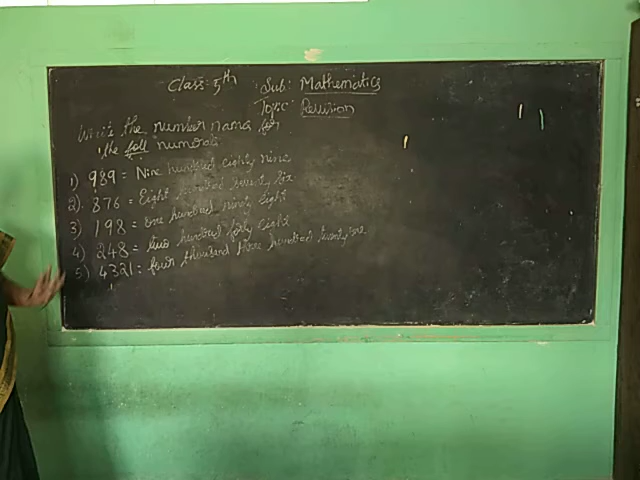 Class: 5th Sub: Mathematics
Topic: Revision
Write the number name for
the foll numerals
1) 989 = Nine hundred eighty nine
2) 876 = Eight hundred seventy six
3) 198 = one hundred ninty eight
4) 248 = two hundred forty eight
5) 4321 = four thousand three hundred twenty one